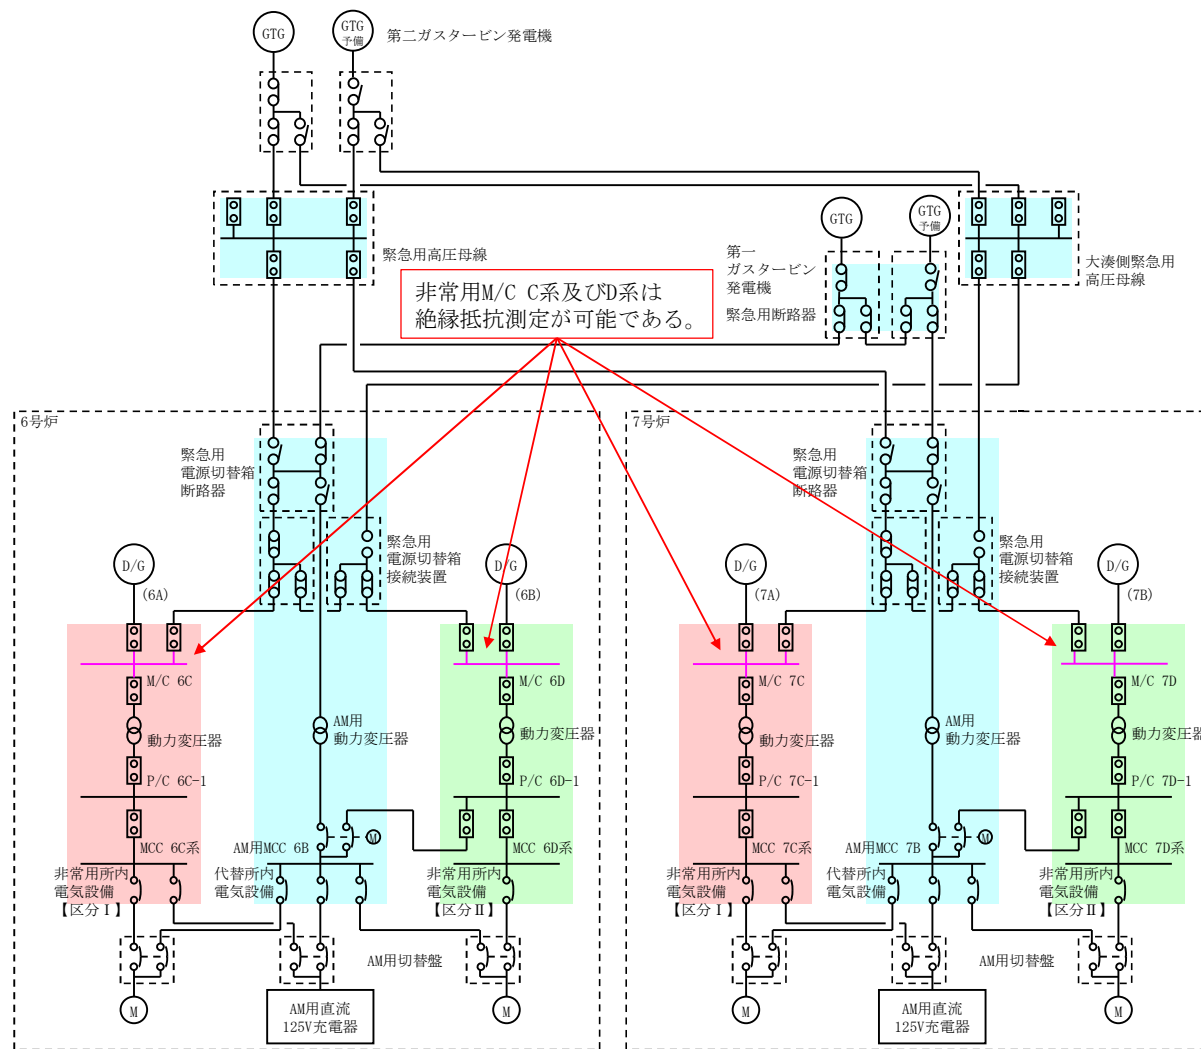 GTG
GTG
予備
第二ガスタービン発電機
緊急用高圧母線
GTG
GTG
予備
第一
ガスタービン
発電機
緊急用断路器
大湊側緊急用
高圧母線
非常用M/C C系及びD系は
絶縁抵抗測定が可能である。
6号炉
緊急用
電源切替箱
断路器
緊急用
電源切替箱
接続装置
D/G
(6A)
D/G
(6B)
M/C 6C
M/C 6D
動力変圧器
AM用
動力変圧器
動力変圧器
P/C 6C-1
P/C 6D-1
M
MCC 6C系
AM用MCC 6B
MCC 6D系
非常用所内
電気設備
【区分Ⅰ】
代替所内
電気設備
非常用所内
電気設備
【区分Ⅱ】
AM用切替盤
M
AM用直流
125V充電器
M
7号炉
緊急用
電源切替箱
断路器
緊急用
電源切替箱
接続装置
D/G
(7A)
D/G
(7B)
M/C 7C
M/C 7D
動力変圧器
AM用
動力変圧器
動力変圧器
P/C 7C-1
P/C 7D-1
M
MCC 7C系
AM用MCC 7B
MCC 7D系
非常用所内
電気設備
【区分Ⅰ】
代替所内
電気設備
非常用所内
電気設備
【区分Ⅱ】
AM用切替盤
M
AM用直流
125V充電器
M